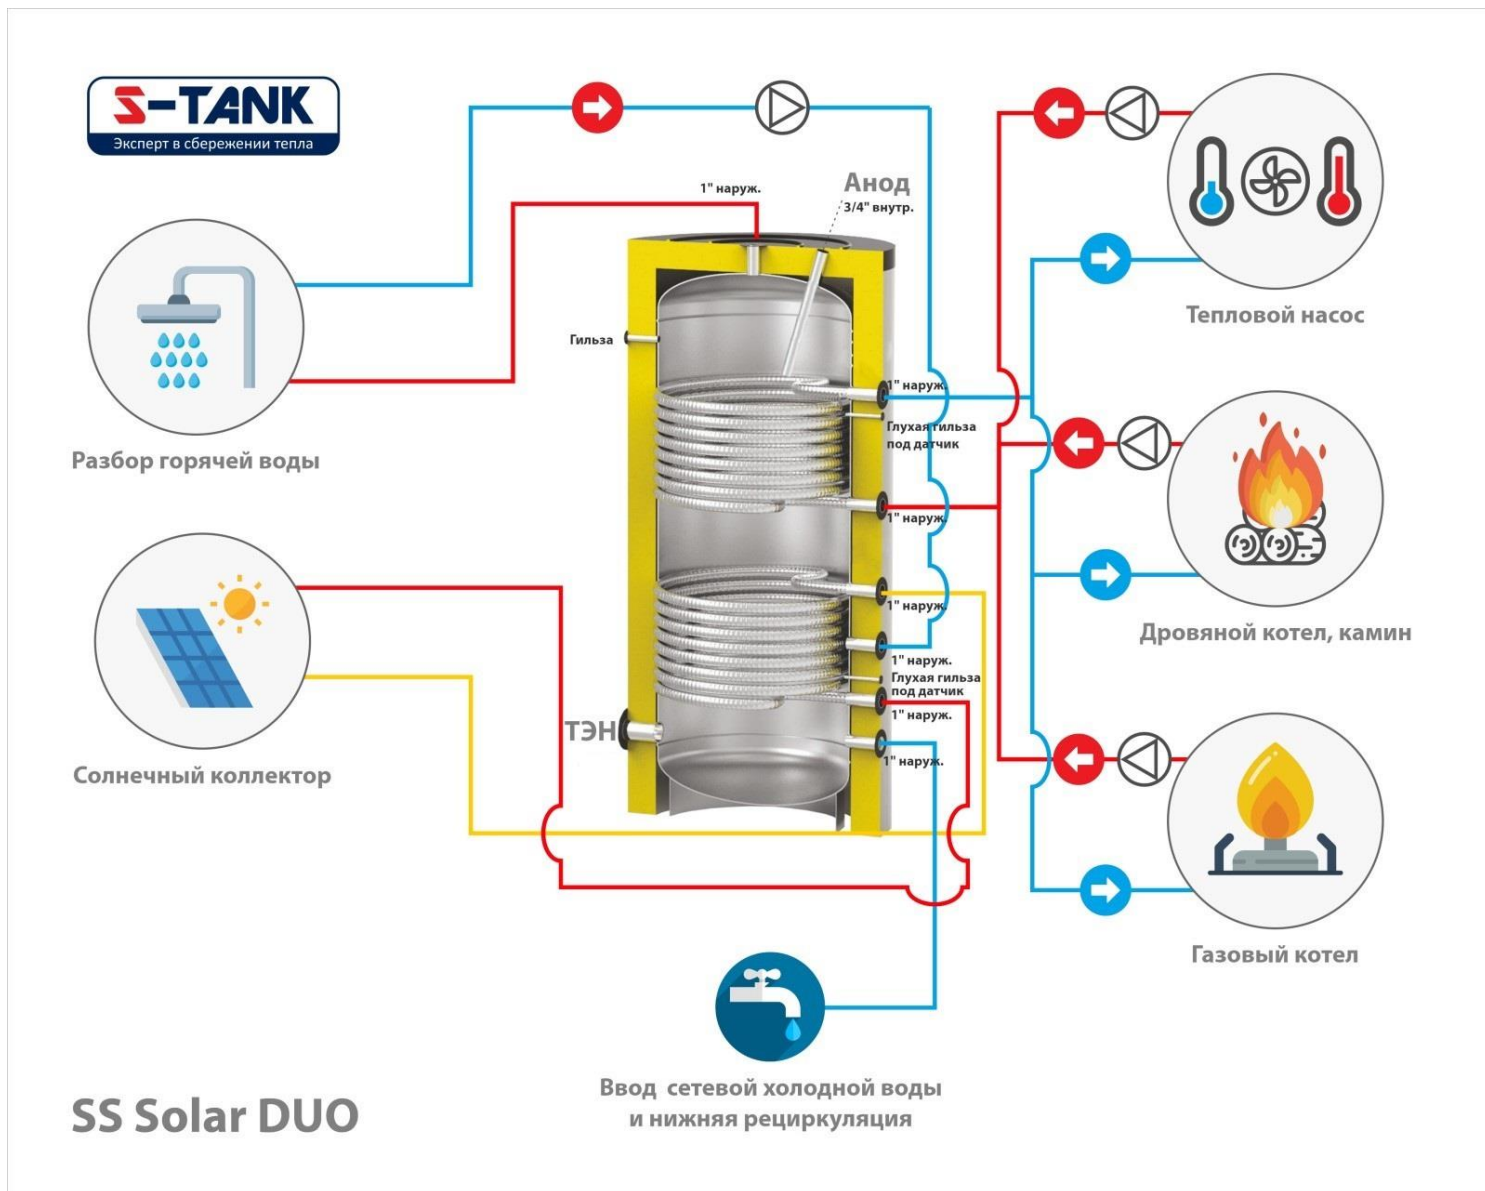 S-TANK
Эксперт в сбережении тепла
1" наруж.
Анод
3/4" внутр.
Гильза
1" наруж.
Глухая гильза
под датчик
1" наруж.
1" наруж.
1" наруж.
Глухая гильза
под датчик
1" наруж.
ТЭН
1" наруж.
Разбор горячей воды
Солнечный коллектор
Тепловой насос
Дровяной котел, камин
Газовый котел
Ввод сетевой холодной воды
и нижняя рециркуляция
SS Solar DUO